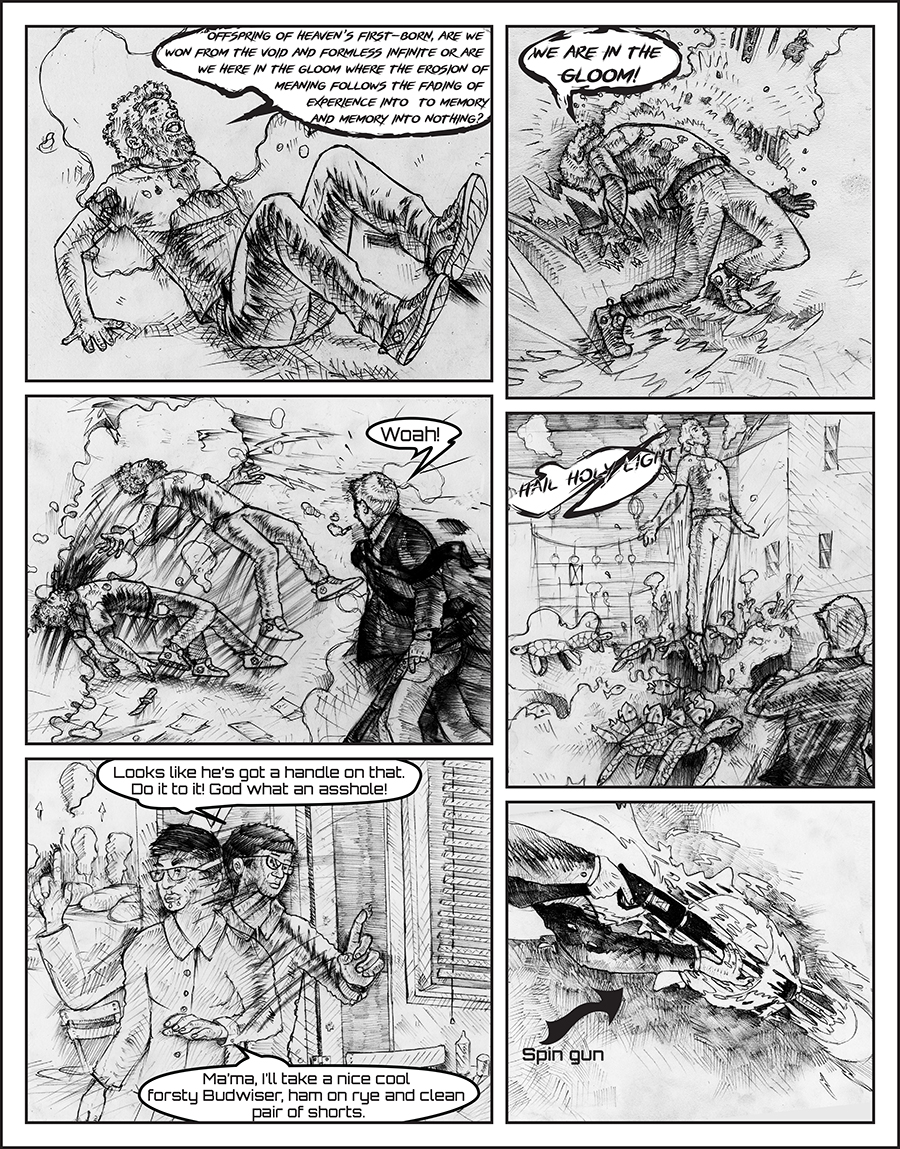 OFFSPRING OF HEAVEN'S FIRST-BORN, ARE WE
WON FROM THE VOID AND FORMLESS INFINITE OR ARE
WE HERE IN THE GLOOM WHERE THE EROSION OF
MEANING FOLLOWS THE FADING OF
EXPERIENCE INTO TO MEMORY
AND MEMORY INTO NOTHING?
WE ARE IN THE
GLOOM!
Woah!
HAIL HOLY LIGHT
Looks like he's got a handle on that.
Do it to it! God what an asshole!
Ma'ma, I'll take a nice cool
forsty Budwiser, ham on rye and clean
pair of shorts.
Spin gun